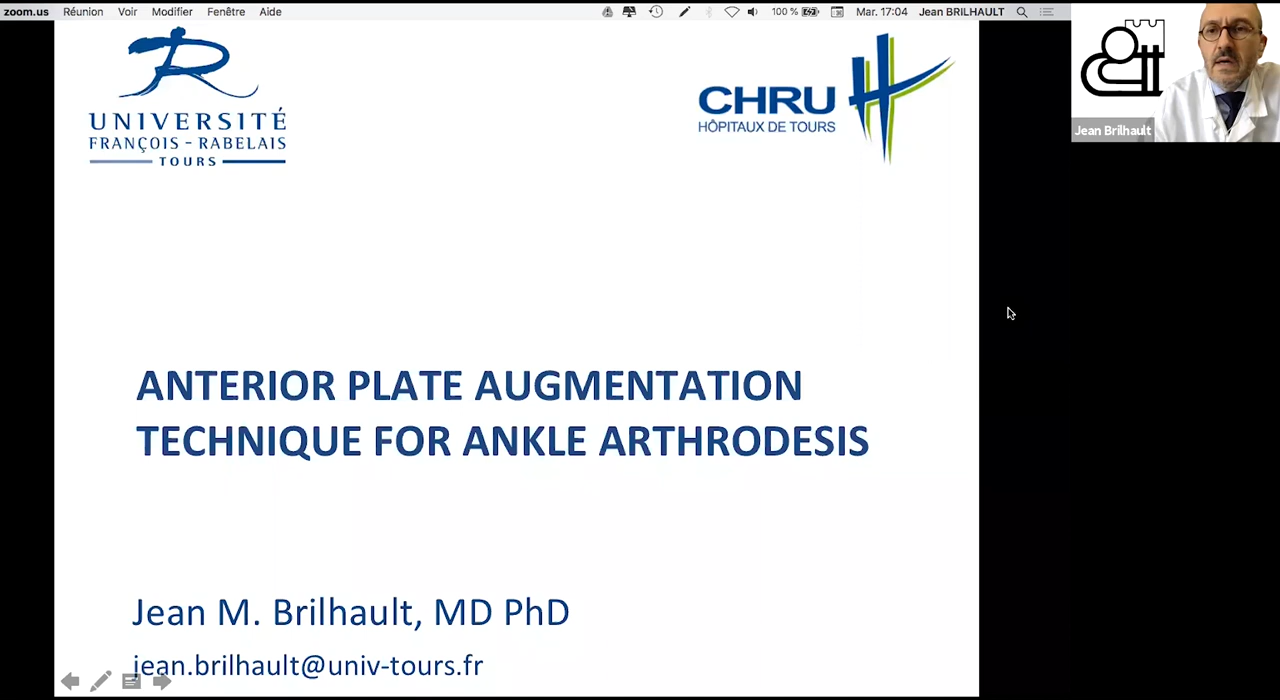 zoom.us Réunion Voir Modifier Fenêtre Aide 100 % Mar. 17:04 Jean BRILHAULT
UNIVERSITÉ
FRANÇOIS - RABELAIS
TOURS
CHRU
HÔPITAUX DE TOURS
Jean Brilhault
ANTERIOR PLATE AUGMENTATION
TECHNIQUE FOR ANKLE ARTHRODESIS
Jean M. Brilhault, MD PhD
jean.brilhault@univ-tours.fr